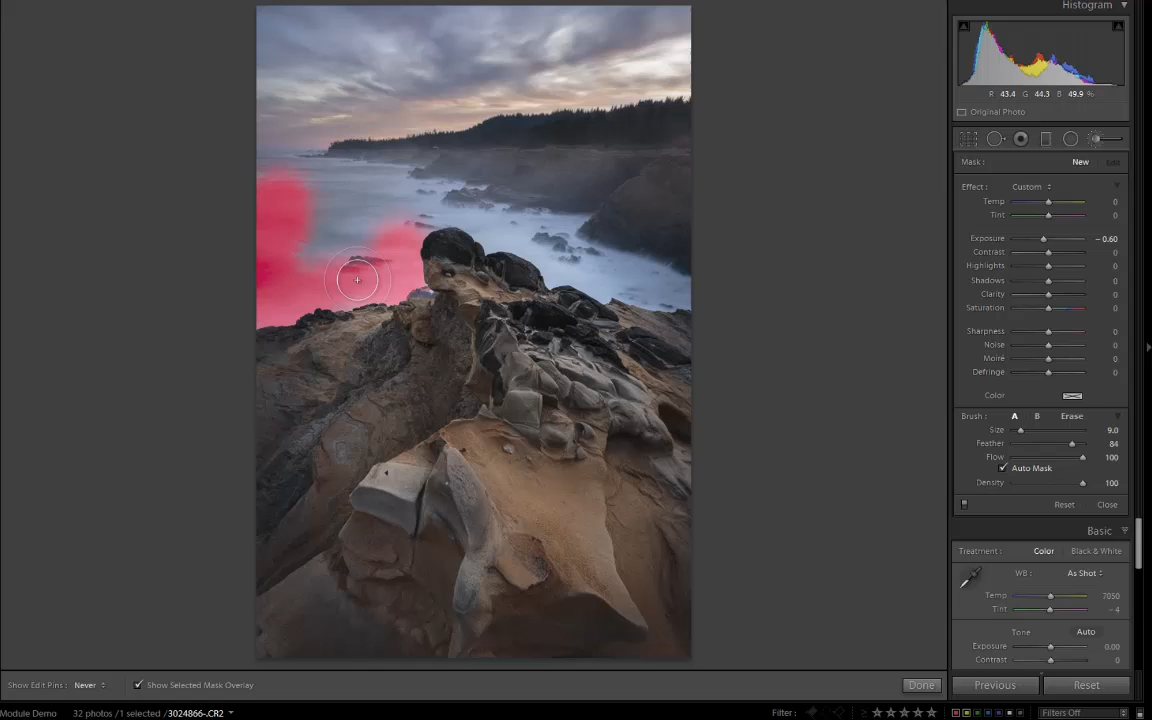 Histogram
R 43.4 G 44.3 B 49.9 %
Original Photo
Mask : New Edit
Effect : Custom
Temp 0
Tint 0
Exposure − 0.60
Contrast 0
Highlights 0
Shadows 0
Clarity 0
Saturation 0
Sharpness 0
Noise 0
Moiré 0
Defringe 0
Color
Brush : A B Erase
Size 9.0
Feather 84
Flow 100
Auto Mask
Density 100
Reset Close
Basic
Treatment : Color Black & White
WB : As Shot
Temp 7050
Tint − 4
Tone Auto
Exposure 0.00
Contrast 0
Show Edit Pins : Never Show Selected Mask Overlay Done Previous Reset
Module Demo 32 photos /1 selected /3024866-.CR2 Filter : Filters Off